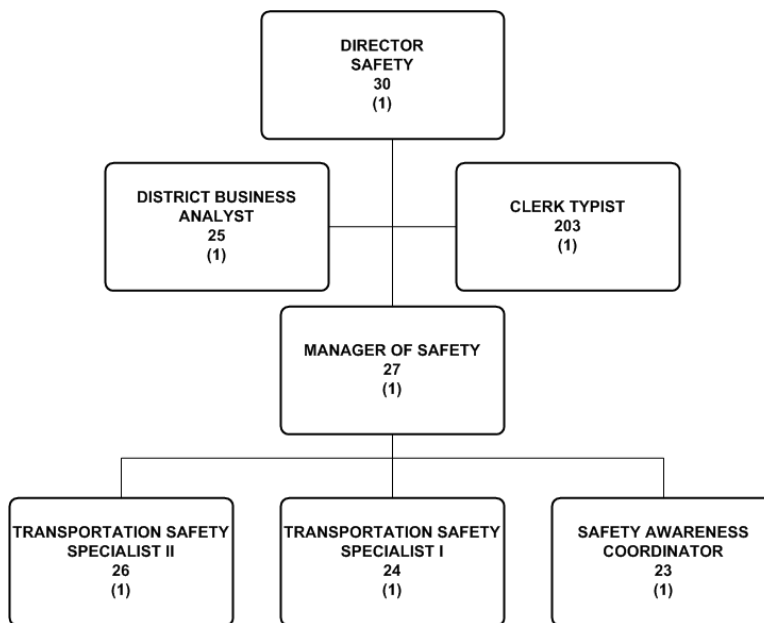 DIRECTOR
SAFETY
30
(1)
DISTRICT BUSINESS
ANALYST
25
(1)
CLERK TYPIST
203
(1)
MANAGER OF SAFETY
27
(1)
TRANSPORTATION SAFETY
SPECIALIST II
26
(1)
TRANSPORTATION SAFETY
SPECIALIST I
24
(1)
SAFETY AWARENESS
COORDINATOR
23
(1)